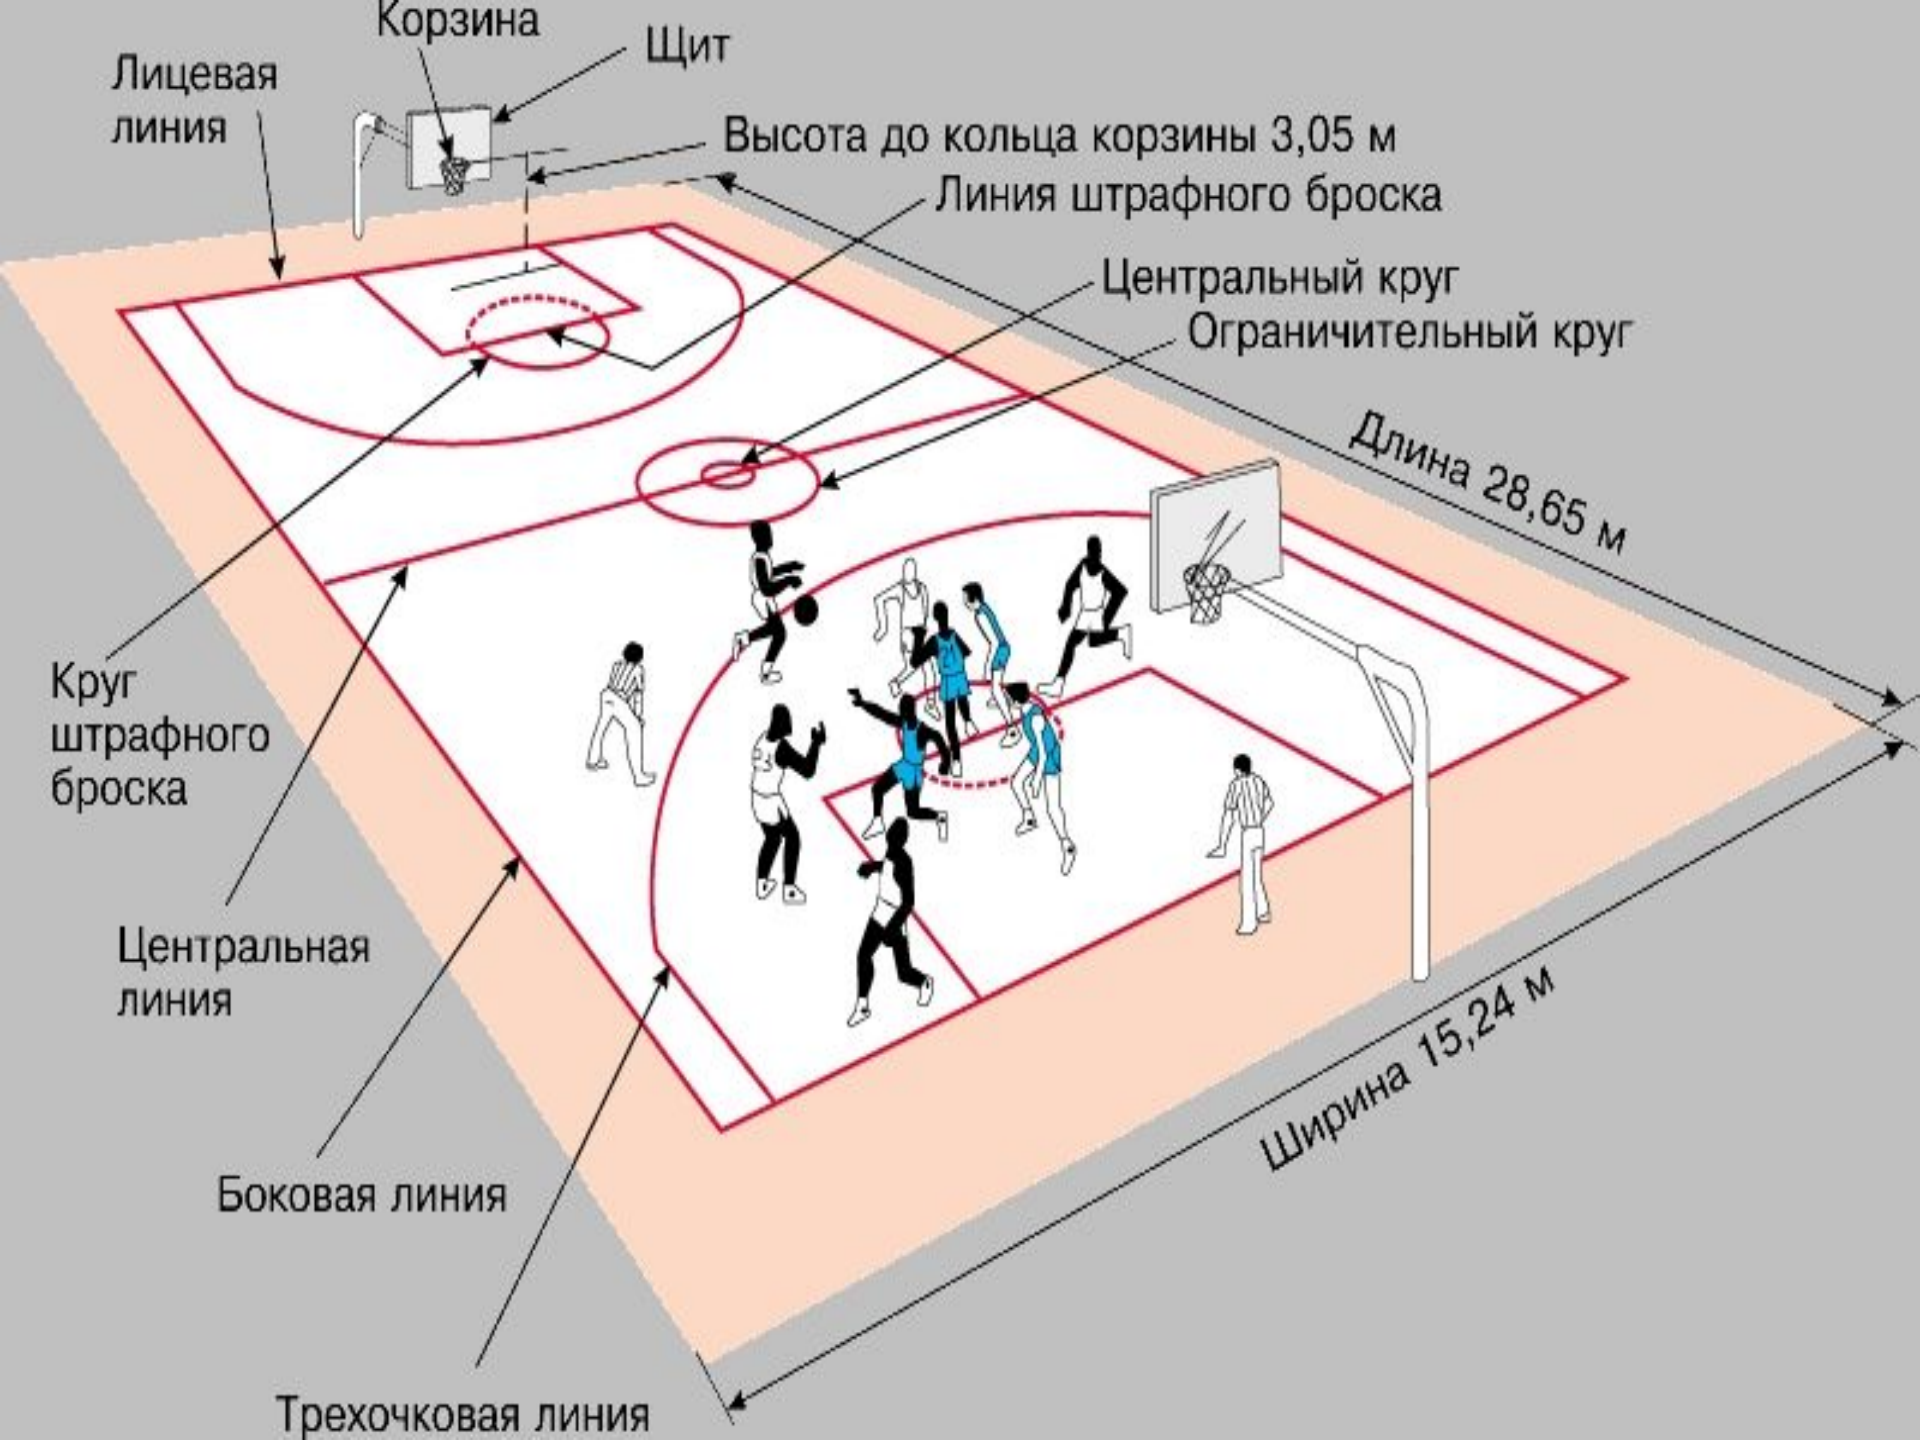 Корзина
Щит
Лицевая
линия
Высота до кольца корзины 3,05 м
Линия штрафного броска
Центральный круг
Ограничительный круг
Длина 28,65 м
Круг
штрафного
броска
Центральная
линия
Ширина 15,24 м
Боковая линия
Трехочковая линия